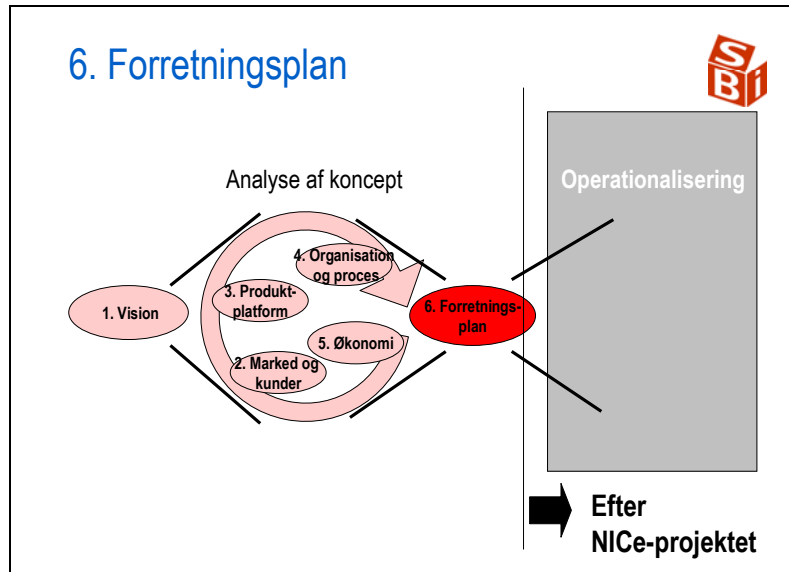 6. Forretningsplan
S
B i
Analyse af koncept
Operationalisering
4. Organisation
og proces
3. Produkt-
platform
1. Vision
6. Forretnings-
plan
5. Økonomi
2. Marked og
kunder
Efter
NICe-projektet